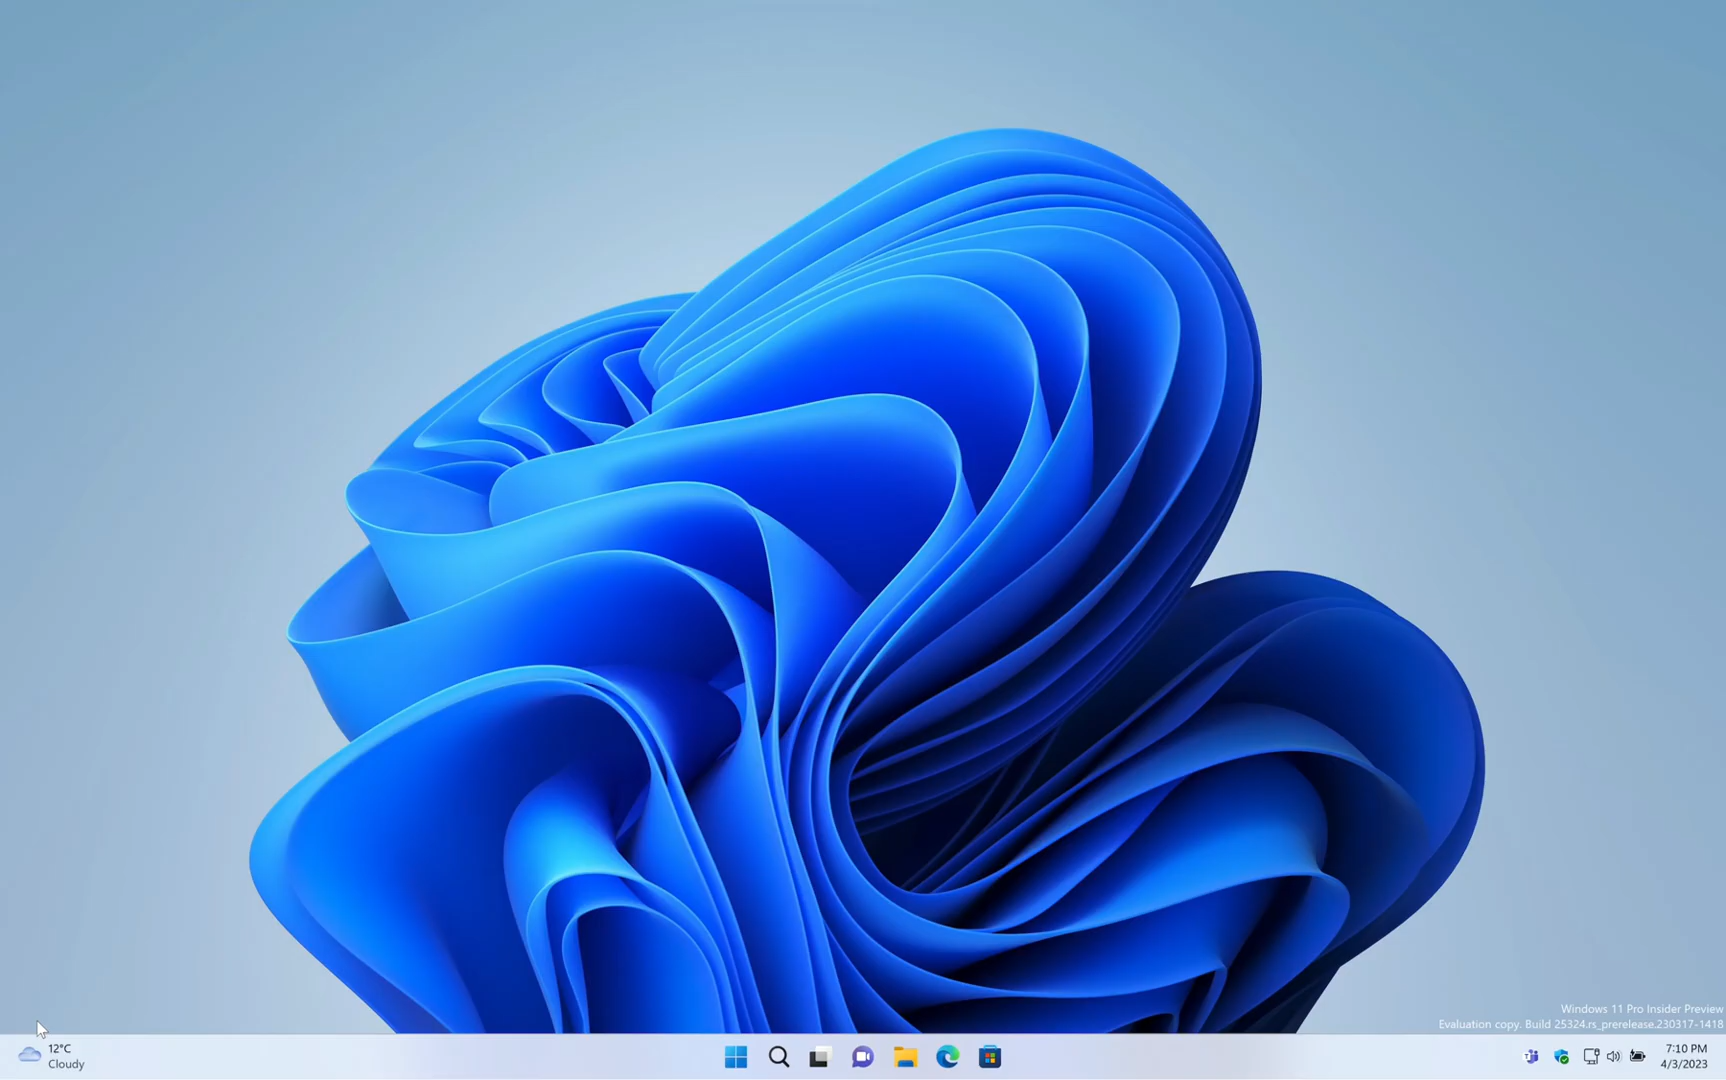 Windows 11 Pro Insider Preview
Evaluation copy. Build 25324.rs_prerelease.230317-1418
12°C
Cloudy
7:10 PM
4/3/2023